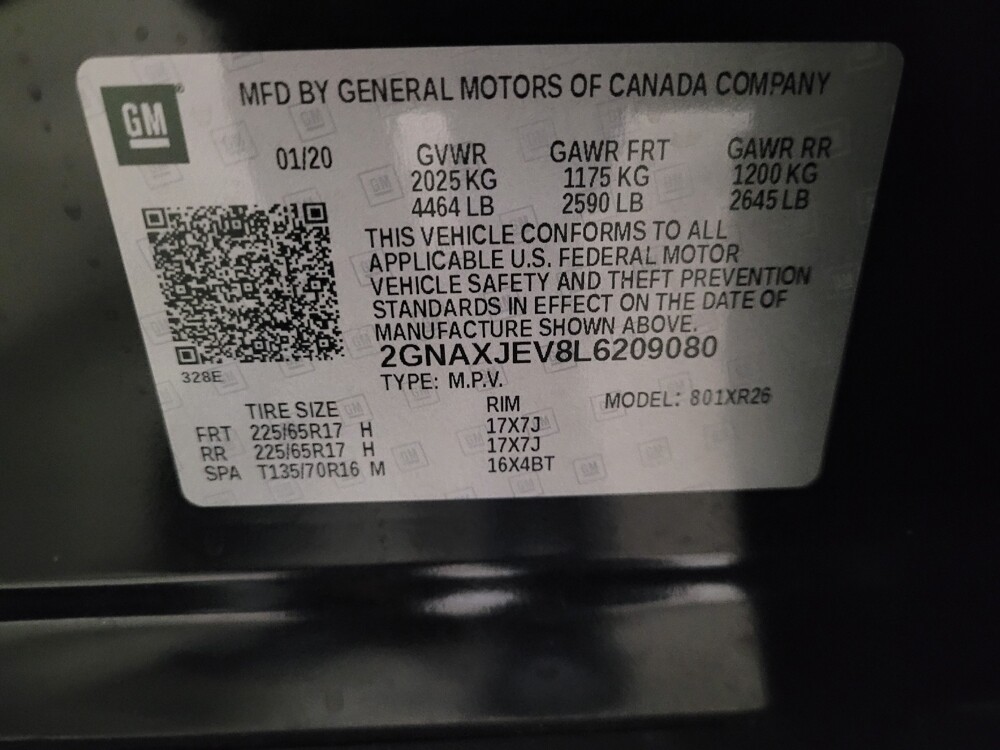 GM
MFD BY GENERAL MOTORS OF CANADA COMPANY
01/20 GVWR GAWR FRT GAWR RR
2025 KG 1175 KG 1200 KG
4464 LB 2590 LB 2645 LB
THIS VEHICLE CONFORMS TO ALL
APPLICABLE U.S. FEDERAL MOTOR
VEHICLE SAFETY AND THEFT PREVENTION
STANDARDS IN EFFECT ON THE DATE OF
MANUFACTURE SHOWN ABOVE.
2GNAXJEV8L6209080
328E
TYPE: M.P.V.
TIRE SIZE RIM MODEL: 801XR26
FRT 225/65R17 H 17X7J
RR 225/65R17 H 17X7J
SPA T135/70R16 M 16X4BT